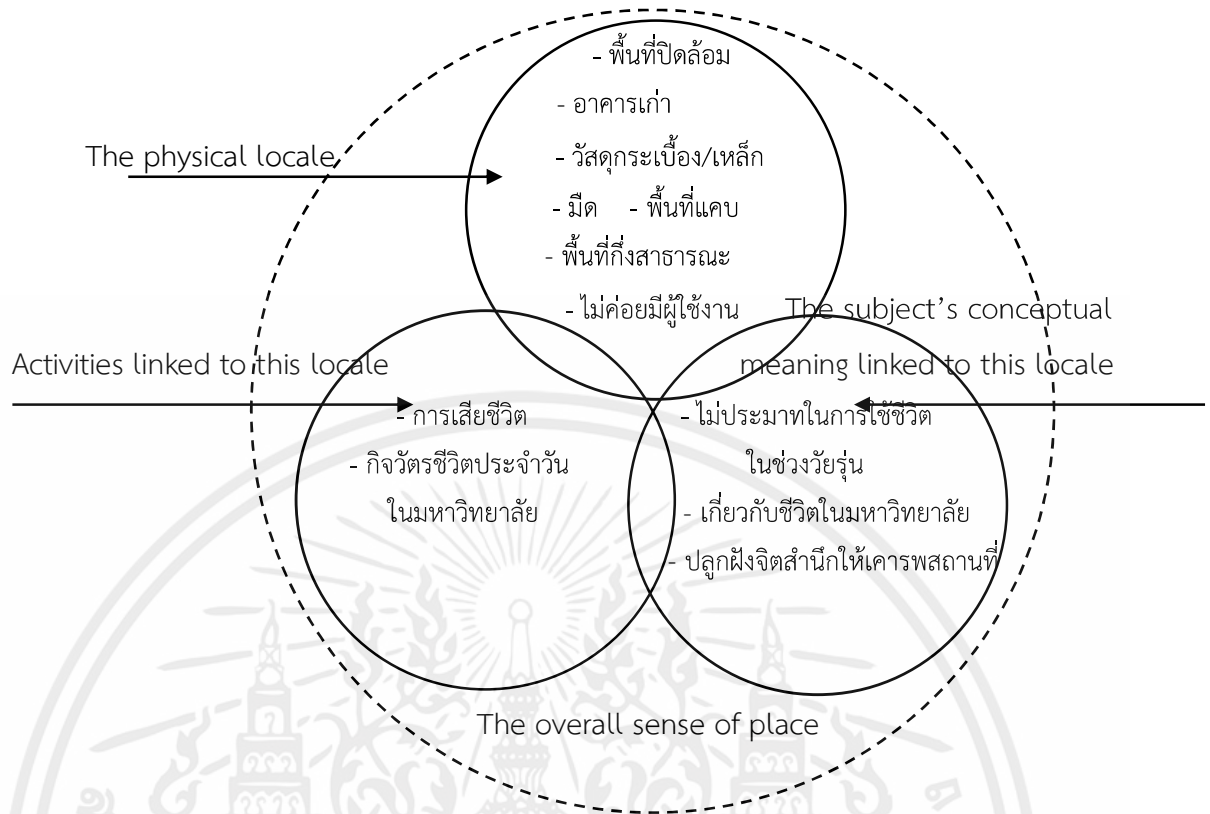 - พื้นที่ปิดล้อม
- อาคารเก่า
The physical locale
- วัสดุกระเบื้อง/เหล็ก
- มืด - พื้นที่แคบ
- พื้นที่กึ่งสาธารณะ
- ไม่ค่อยมีผู้ใช้งาน
The subject's conceptual
meaning linked to this locale
Activities linked to this locale
- การเสียชีวิต
- กิจวัตรชีวิตประจำวัน
ในมหาวิทยาลัย
- ไม่ประมาทในการใช้ชีวิต
ในช่วงวัยรุ่น
- เกี่ยวกับชีวิตในมหาวิทยาลัย
- ปลูกฝังจิตสำนึกให้เคารพสถานที่
The overall sense of place